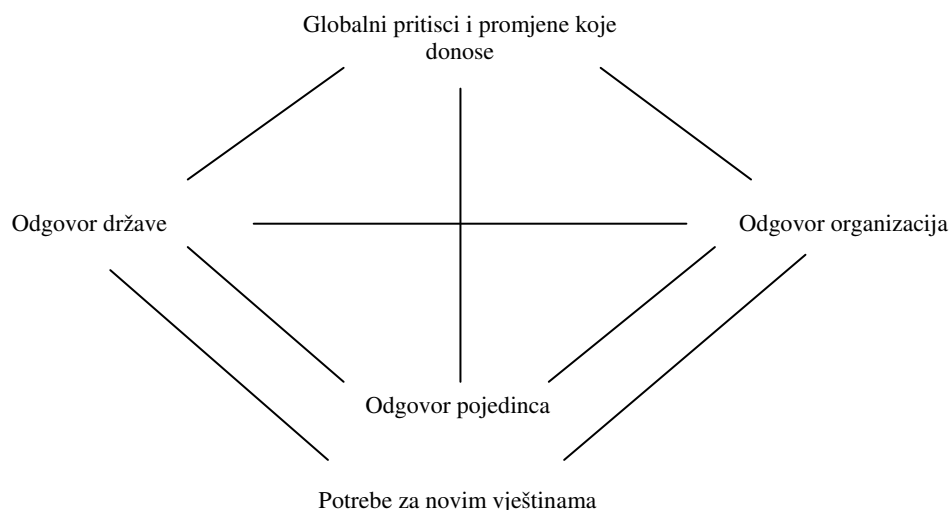 Globalni pritisci i promjene koje
donose
Odgovor države
Odgovor organizacija
Odgovor pojedinca
Potrebe za novim vještinama